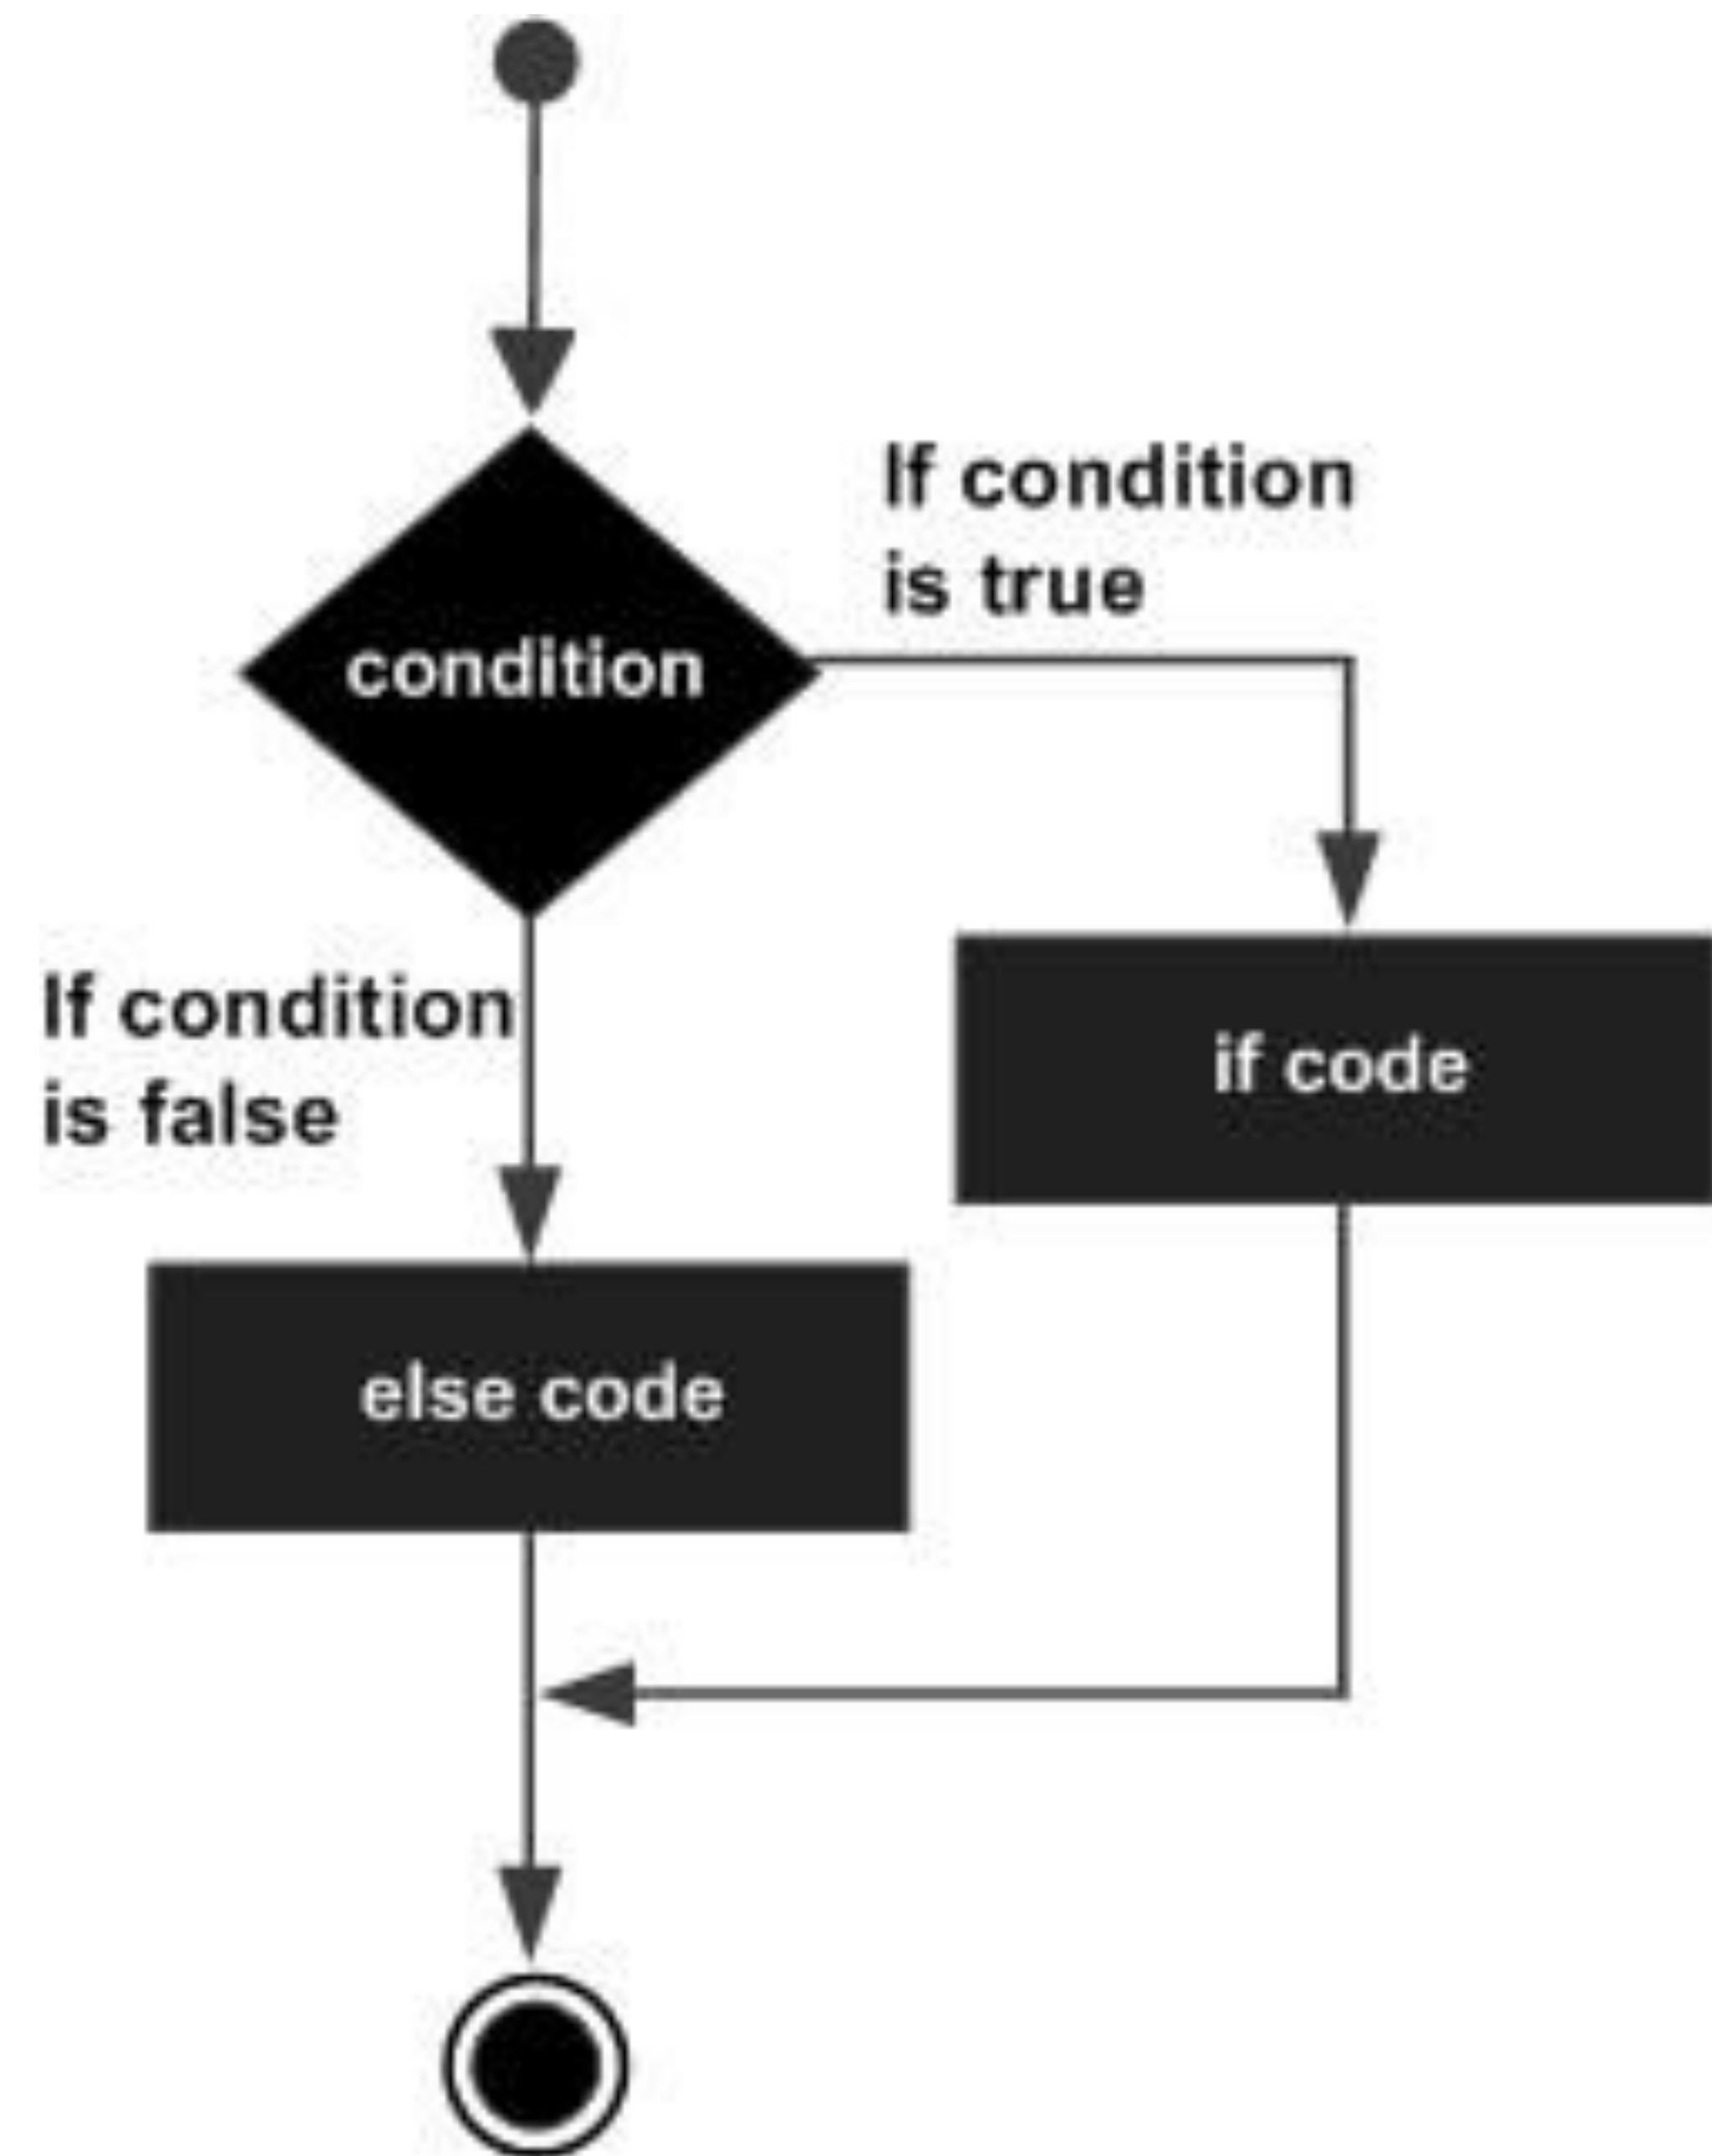 If condition
is true
condition
If condition
is false
if code
else code